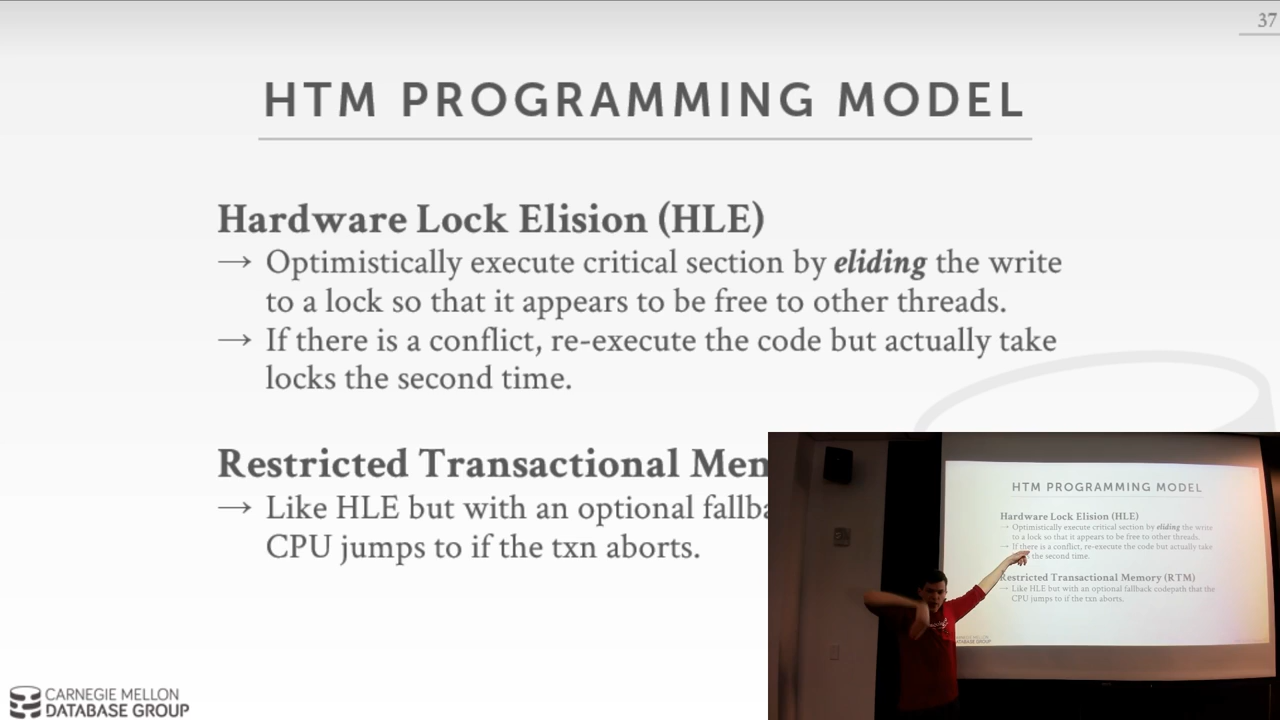 37
HTM PROGRAMMING MODEL
Hardware Lock Elision (HLE)
→ Optimistically execute critical section by eliding the write
to a lock so that it appears to be free to other threads.
→ If there is a conflict, re-execute the code but actually take
locks the second time.
Restricted Transactional Mem
→ Like HLE but with an optional fallba
CPU jumps to if the txn aborts.
CARNEGIE MELLON
DATABASE GROUP
HTM PROGRAMMING MODEL
Hardware Lock Elision (HLE)
→ Optimistically execute critical section by eliding the write
to a lock so that it appears to be free to other threads.
→ If there is a conflict, re-execute the code but actually take
the second time.
Restricted Transactional Memory (RTM)
→ Like HLE but with an optional fallback codepath that the
CPU jumps to if the txn aborts.
CARNEGIE MELLON
DATABASE GROUP